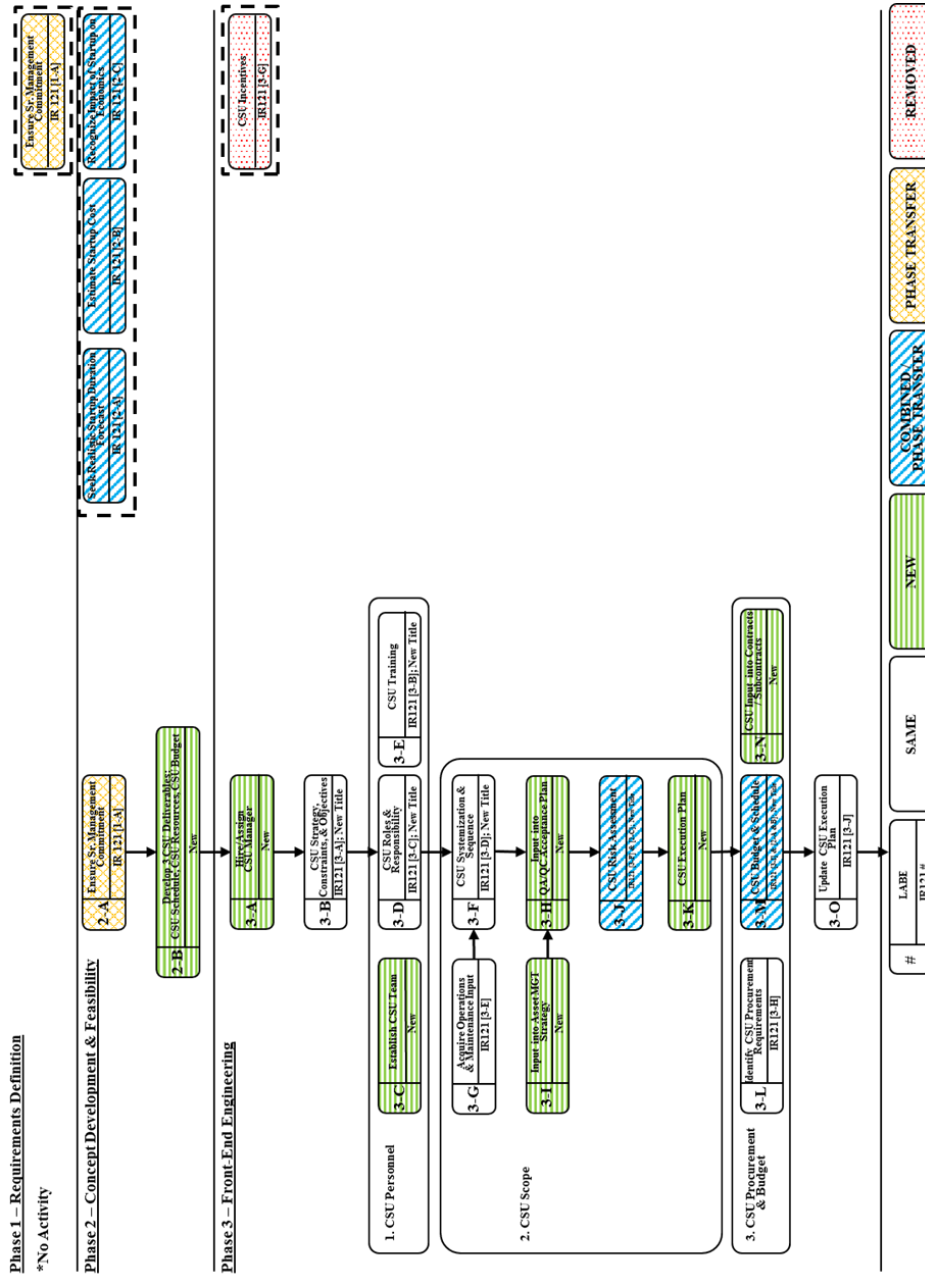 Phase 1 – Requirements Definition
*No Activity
Ensure Sr. Management
Commitment
IR 121 [1-A]
Phase 2 – Concept Development & Feasibility
2-A
Ensure Sr. Management
Commitment
IR 121 [1-A]
Seek Realistic Startup Duration
Forecast
IR 121 [2-A]
Estimate Startup Cost
IR 121 [2-B]
Recognize Impact of Startup on
Economics
IR 121 [2-C]
2-B
Develop 3 CSU Deliverables:
CSU Schedule, CSU Resources, CSU Budget
New
Phase 3 – Front-End Engineering
3-A
Hire/Assign
CSU Manager
New
CSU Incentives
IR121 [3-G]
3-B
CSU Strategy,
Constraints, & Objectives
IR121 [3-A]; New Title
1. CSU Personnel
3-C
Establish CSU Team
New
3-D
CSU Roles &
Responsibility
IR121 [3-C]; New Title
3-E
CSU Training
IR121 [3-B]; New Title
2. CSU Scope
3-G
Acquire Operations
& Maintenance Input
IR121 [3-E]
3-F
CSU Systemization &
Sequence
IR121 [3-D]; New Title
3-I
Input into Asset MGT
Strategy
New
3-H
Input into
QA/QC Acceptance Plan
New
3-J
CSU Risk Assessment
3-K
CSU Execution Plan
New
3. CSU Procurement
& Budget
3-L
Identify CSU Procurement
Requirements
IR121 [3-H]
3-M
CSU Budget & Schedule
3-N
CSU Input into Contracts
/ Subcontracts
New
3-O
Update CSU Execution
Plan
IR121 [3-J]
#
LABE
IR121 #
SAME
NEW
COMBINED /
PHASE TRANSFER
PHASE TRANSFER
REMOVED